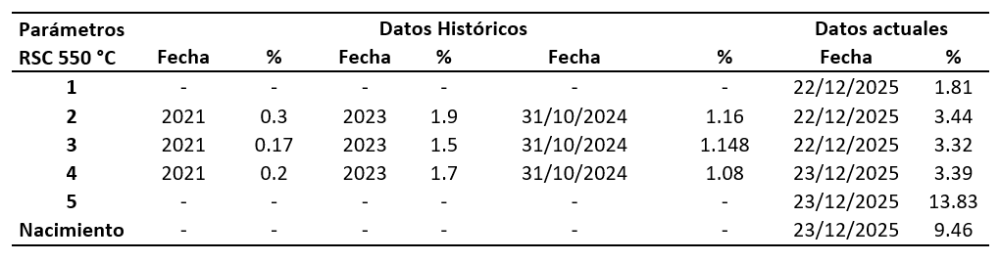 Parámetros Datos Históricos Datos actuales
RSC 550 °C Fecha % Fecha % Fecha % Fecha %
1 - - - - - - 22/12/2025 1.81
2 2021 0.3 2023 1.9 31/10/2024 1.16 22/12/2025 3.44
3 2021 0.17 2023 1.5 31/10/2024 1.148 22/12/2025 3.32
4 2021 0.2 2023 1.7 31/10/2024 1.08 23/12/2025 3.39
5 - - - - - - 23/12/2025 13.83
Nacimiento - - - - - - 23/12/2025 9.46